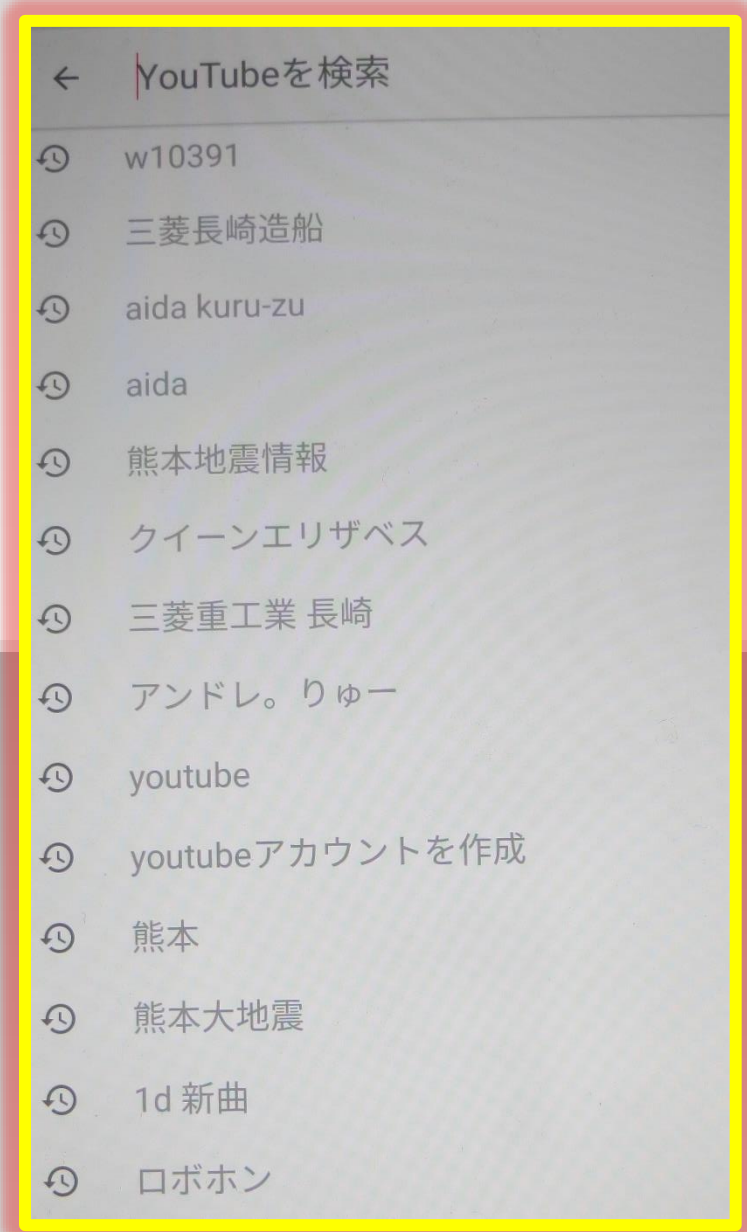 YouTubeを検索
w10391
三菱長崎造船
aida kuru-zu
aida
熊本地震情報
クイーンエリザベス
三菱重工業 長崎
アンドレ。りゅー
youtube
youtubeアカウントを作成
熊本
熊本大地震
1d 新曲
ロボホン